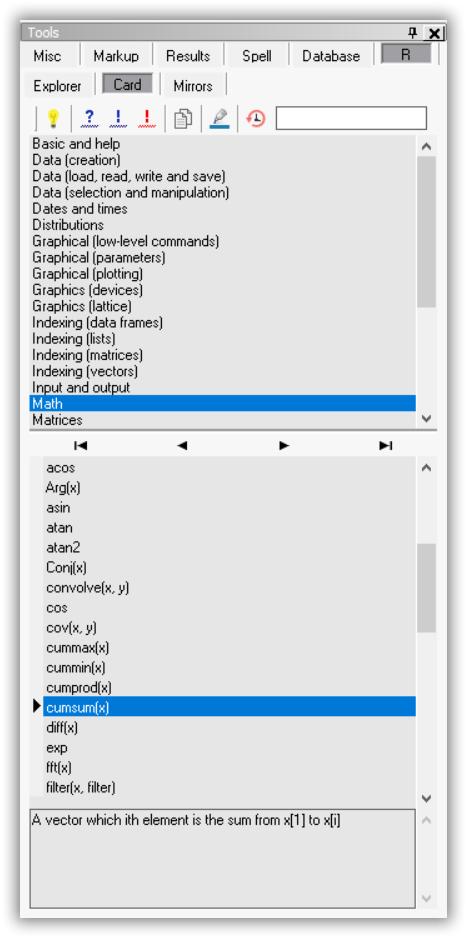 Tools
Misc Markup Results Spell Database R
Explorer Card Mirrors
? ! !
Basic and help
Data (creation)
Data (load, read, write and save)
Data (selection and manipulation)
Dates and times
Distributions
Graphical (low-level commands)
Graphical (parameters)
Graphical (plotting)
Graphics (devices)
Graphics (lattice)
Indexing (data frames)
Indexing (lists)
Indexing (matrices)
Indexing (vectors)
Input and output
Math
Matrices
acos
Arg(x)
asin
atan
atan2
Conj(x)
convolve(x, y)
cos
cov(x, y)
cummax(x)
cummin(x)
cumprod(x)
cumsum(x)
diff(x)
exp
fft(x)
filter(x, filter)
A vector which ith element is the sum from x[1] to x[i]